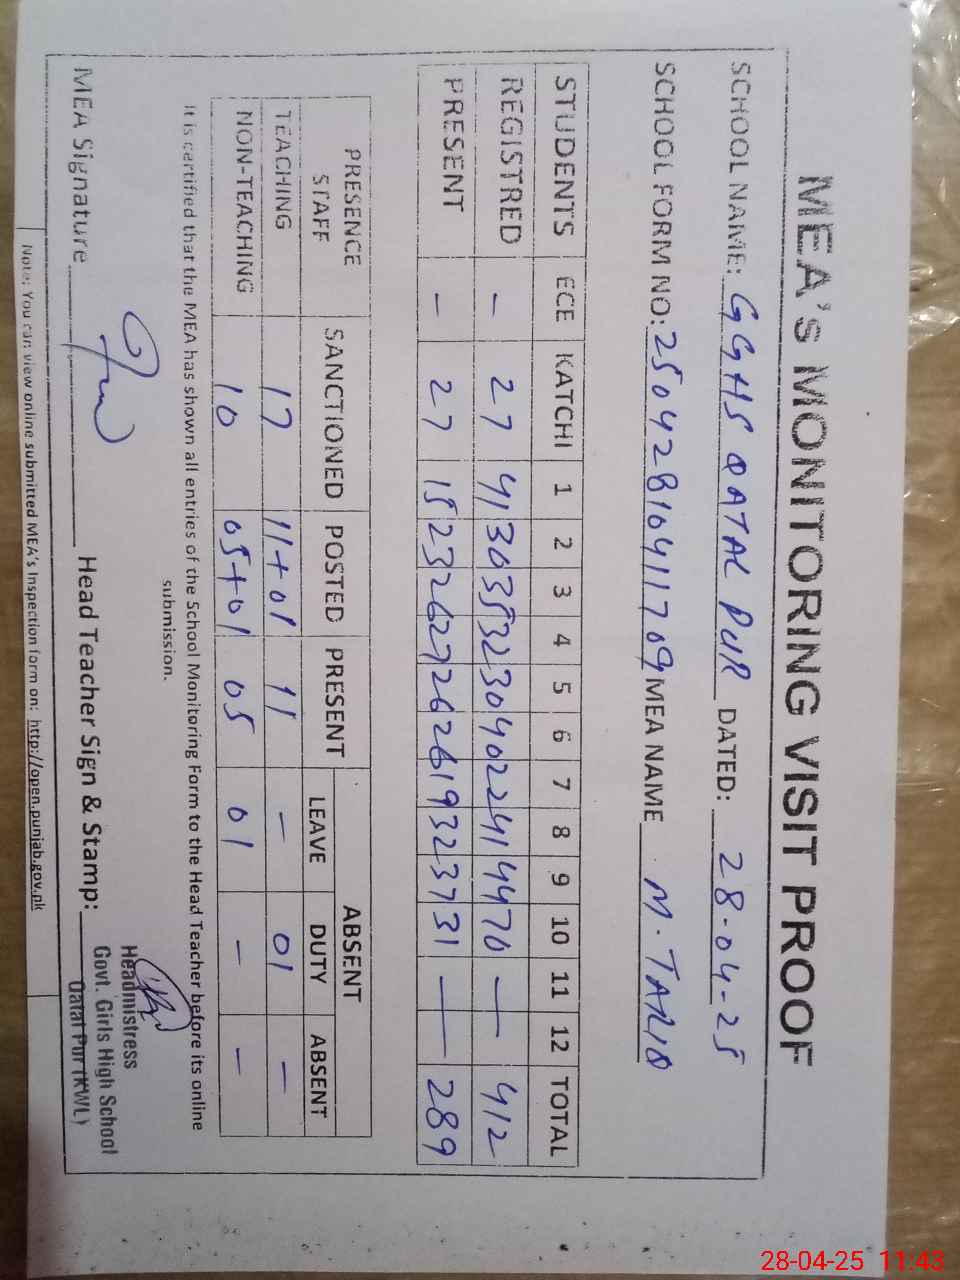 MEA's MONITORING VISIT PROOF
SCHOOL NAME: GGHS QATAL PUR DATED: 28-04-25
SCHOOL FORM NO: 25042810411709 MEA NAME M. TARIQ
STUDENTS ECE KATCHI 1 2 3 4 5 6 7 8 9 10 11 12 TOTAL
REGISTRED - 27 41 30 35 32 30 40 22 41 44 70 — 412
PRESENT - 27 15 23 26 27 26 26 19 32 37 31 — — 289
PRESENCE STAFF SANCTIONED POSTED PRESENT ABSENT
LEAVE DUTY ABSENT
TEACHING 17 11+01 11 - 01 -
NON-TEACHING 10 05+01 05 01 - -
It is certified that the MEA has shown all entries of the School Monitoring Form to the Head Teacher before its online
submission.
MEA Signature Head Teacher Sign & Stamp:
Headmistress
Govt. Girls High School
Qatal Pur (KWL)
Note: You can view online submitted MEA's Inspection form on: http://open.punjab.gov.pk
28-04-25 11:43